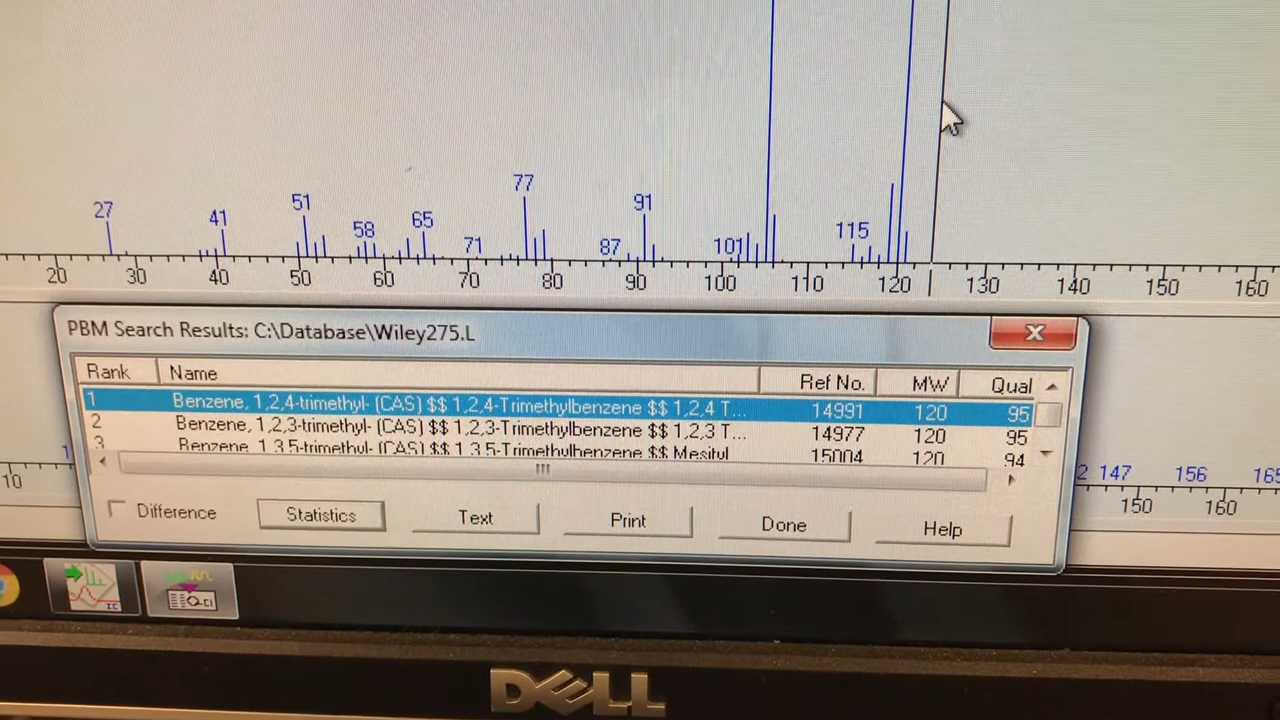 77
27 41 51 58 65 71 87 91 101 115
20 30 40 50 60 70 80 90 100 110 120 130 140 150 160
PBM Search Results: C:\Database\Wiley275.L
Rank Name Ref No. MW Qual
1 Benzene, 1,2,4-trimethyl- (CAS) $$ 1,2,4-Trimethylbenzene $$ 1,2,4 T... 14991 120 95
2 Benzene, 1,2,3-trimethyl- (CAS) $$ 1,2,3-Trimethylbenzene $$ 1,2,3 T... 14977 120 95
3 Benzene, 1,3,5-trimethyl- (CAS) $$ 1,3,5-Trimethylbenzene $$ Mesityl 15004 120 94
2 147 156 165
10 150 160
Difference Statistics Text Print Done Help
DELL